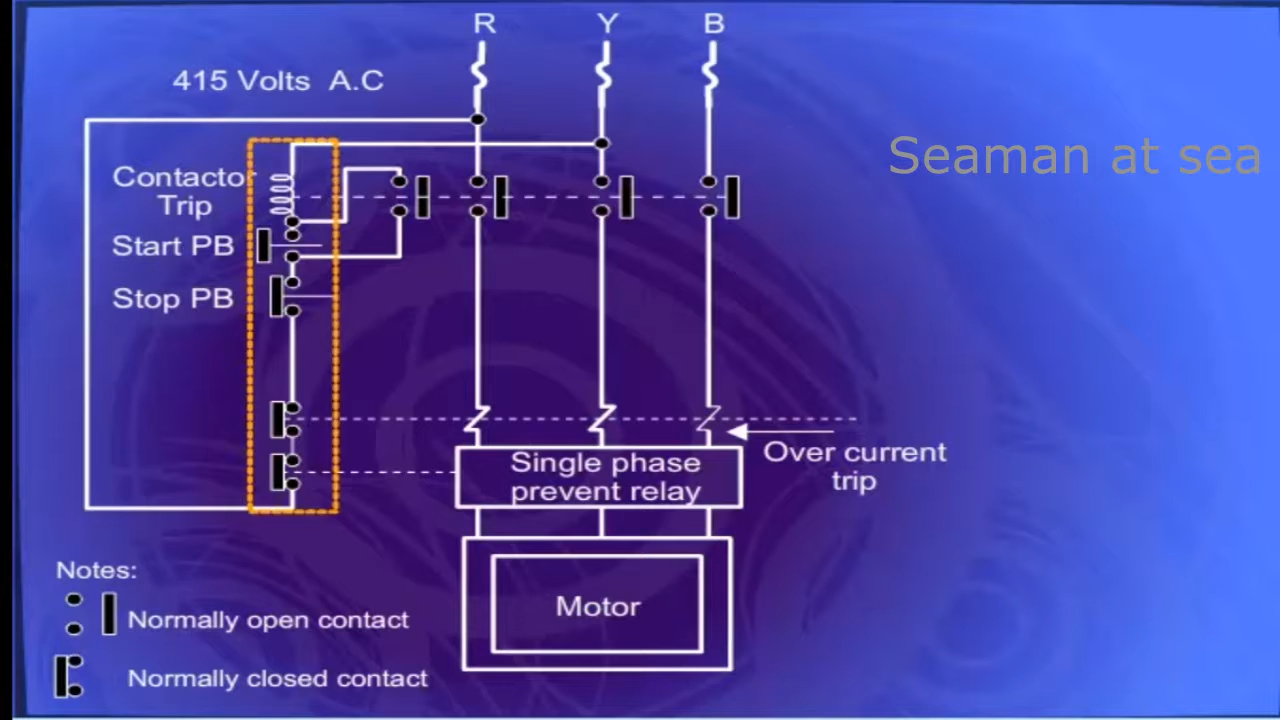 R Y B
415 Volts A.C
Seaman at sea
Contactor
Trip
Start PB
Stop PB
Over current
trip
Single phase
prevent relay
Motor
Notes:
Normally open contact
Normally closed contact